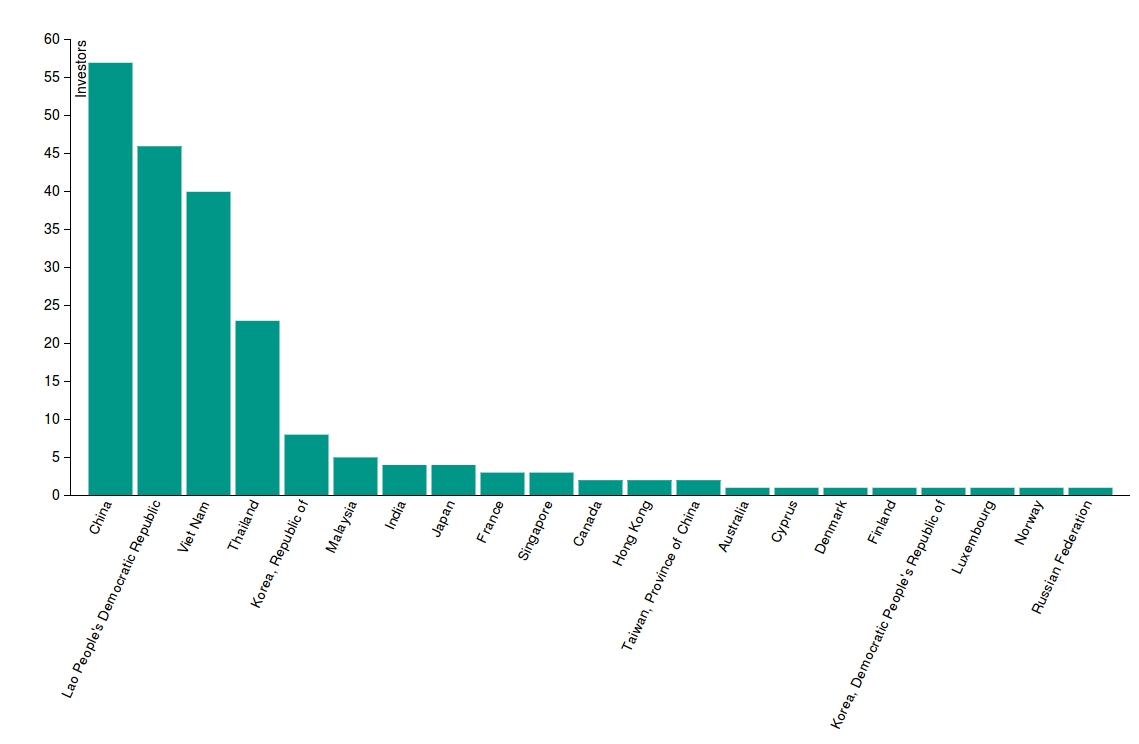 60
55
50
45
40
35
30
25
20
15
10
5
0
Investors
China
Lao People's Democratic Republic
Viet Nam
Thailand
Korea, Republic of
Malaysia
India
Japan
France
Singapore
Canada
Hong Kong
Taiwan, Province of China
Australia
Cyprus
Denmark
Finland
Korea, Democratic People's Republic of
Luxembourg
Norway
Russian Federation